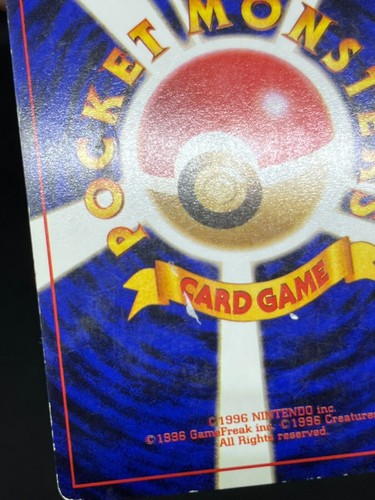 POCKET MONSTERS
CARD GAME
©1996 NINTENDO inc.
©1996 GameFreak inc. ©1996 Creatures
All Rights reserved.